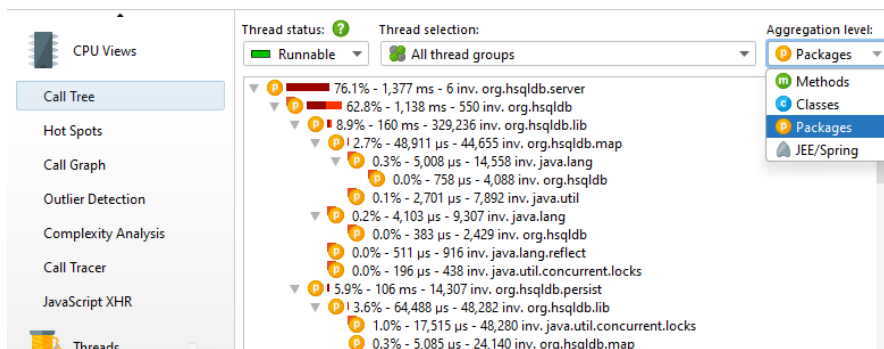 Thread status: Thread selection: Aggregation level:
CPU Views
Runnable All thread groups Packages
Methods
Classes
Packages
JEE/Spring
Call Tree
Hot Spots
Call Graph
Outlier Detection
Complexity Analysis
Call Tracer
JavaScript XHR
Threads
76.1% - 1,377 ms - 6 inv. org.hsqldb.server
62.8% - 1,138 ms - 550 inv. org.hsqldb
8.9% - 160 ms - 329,236 inv. org.hsqldb.lib
2.7% - 48,911 µs - 44,655 inv. org.hsqldb.map
0.3% - 5,008 µs - 14,558 inv. java.lang
0.0% - 758 µs - 4,088 inv. org.hsqldb
0.1% - 2,701 µs - 7,892 inv. java.util
0.2% - 4,103 µs - 9,307 inv. java.lang
0.0% - 383 µs - 2,429 inv. org.hsqldb
0.0% - 511 µs - 916 inv. java.lang.reflect
0.0% - 196 µs - 438 inv. java.util.concurrent.locks
5.9% - 106 ms - 14,307 inv. org.hsqldb.persist
3.6% - 64,488 µs - 48,282 inv. org.hsqldb.lib
1.0% - 17,515 µs - 48,280 inv. java.util.concurrent.locks
0.3% - 5,085 µs - 24,140 inv. org.hsqldb.map